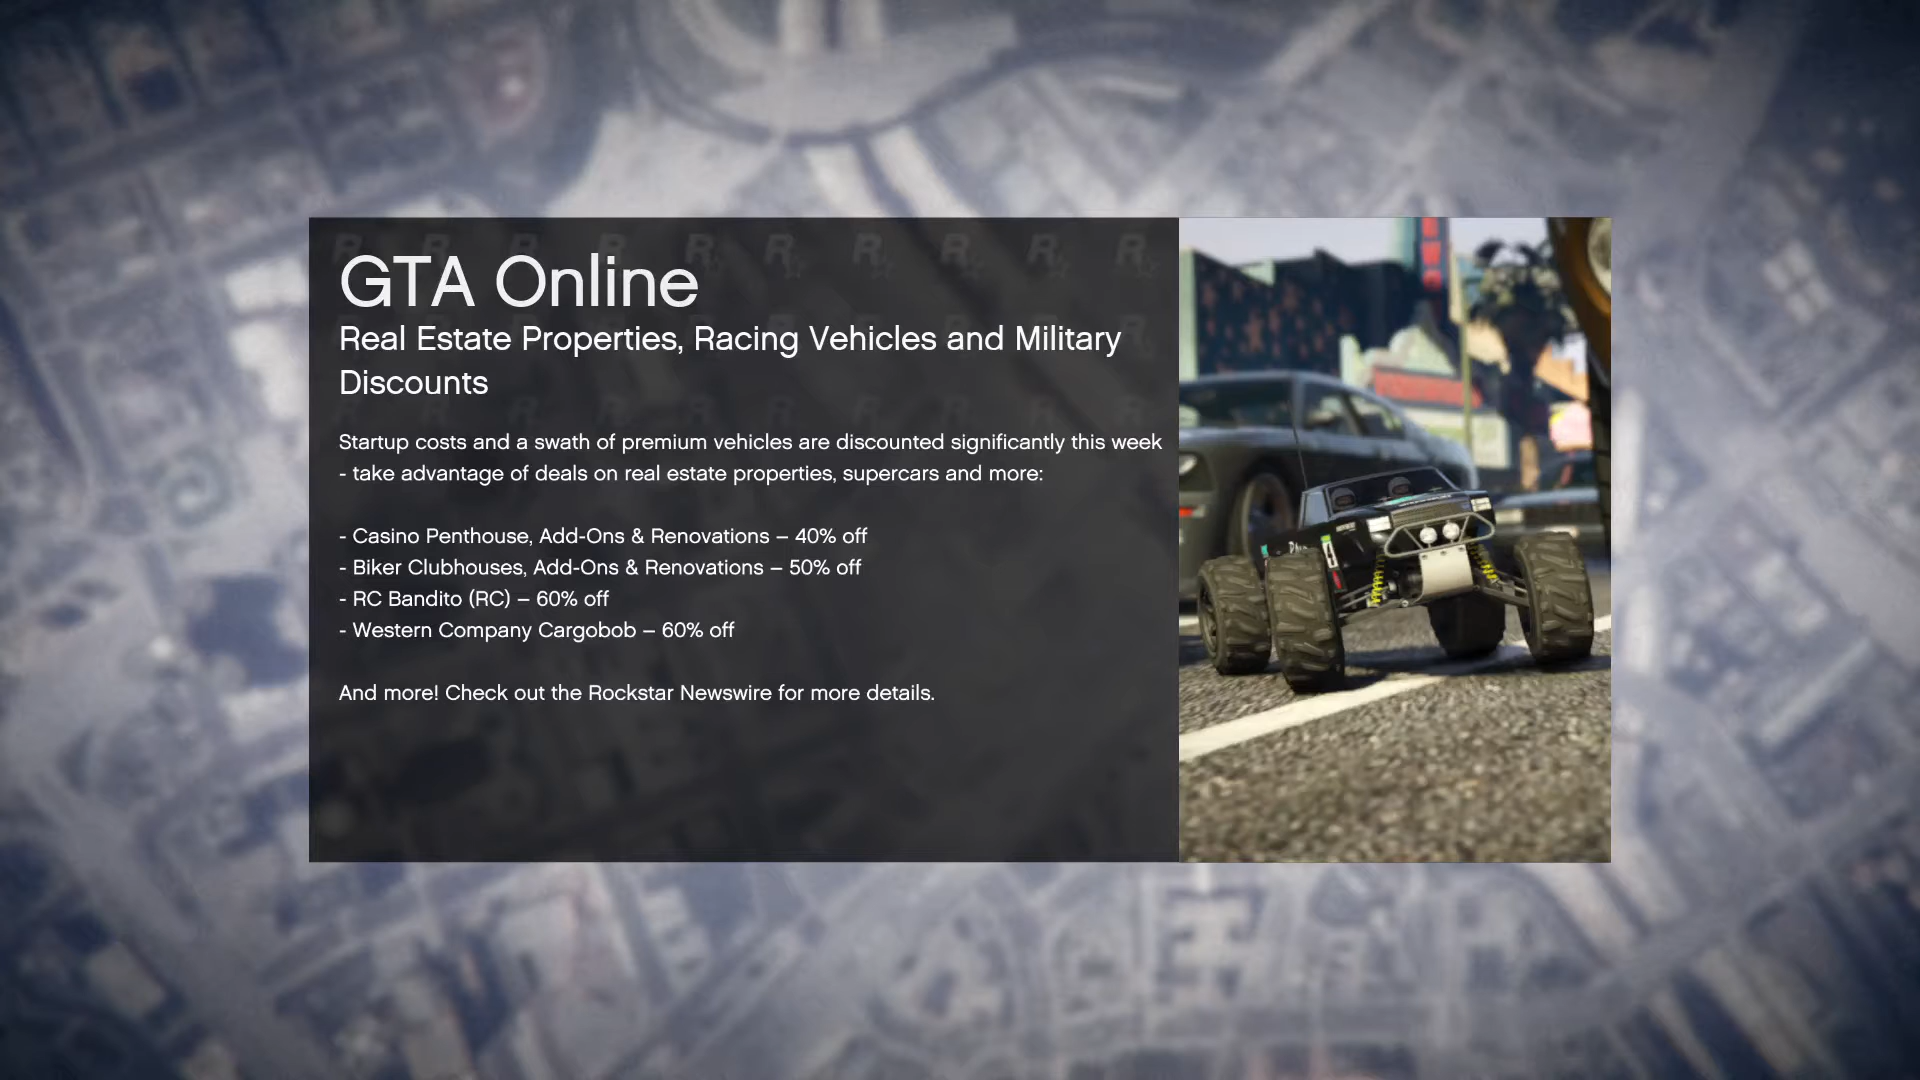 GTA Online
Real Estate Properties, Racing Vehicles and Military
Discounts
Startup costs and a swath of premium vehicles are discounted significantly this week
- take advantage of deals on real estate properties, supercars and more:
- Casino Penthouse, Add-Ons & Renovations – 40% off
- Biker Clubhouses, Add-Ons & Renovations – 50% off
- RC Bandito (RC) – 60% off
- Western Company Cargobob – 60% off
And more! Check out the Rockstar Newswire for more details.